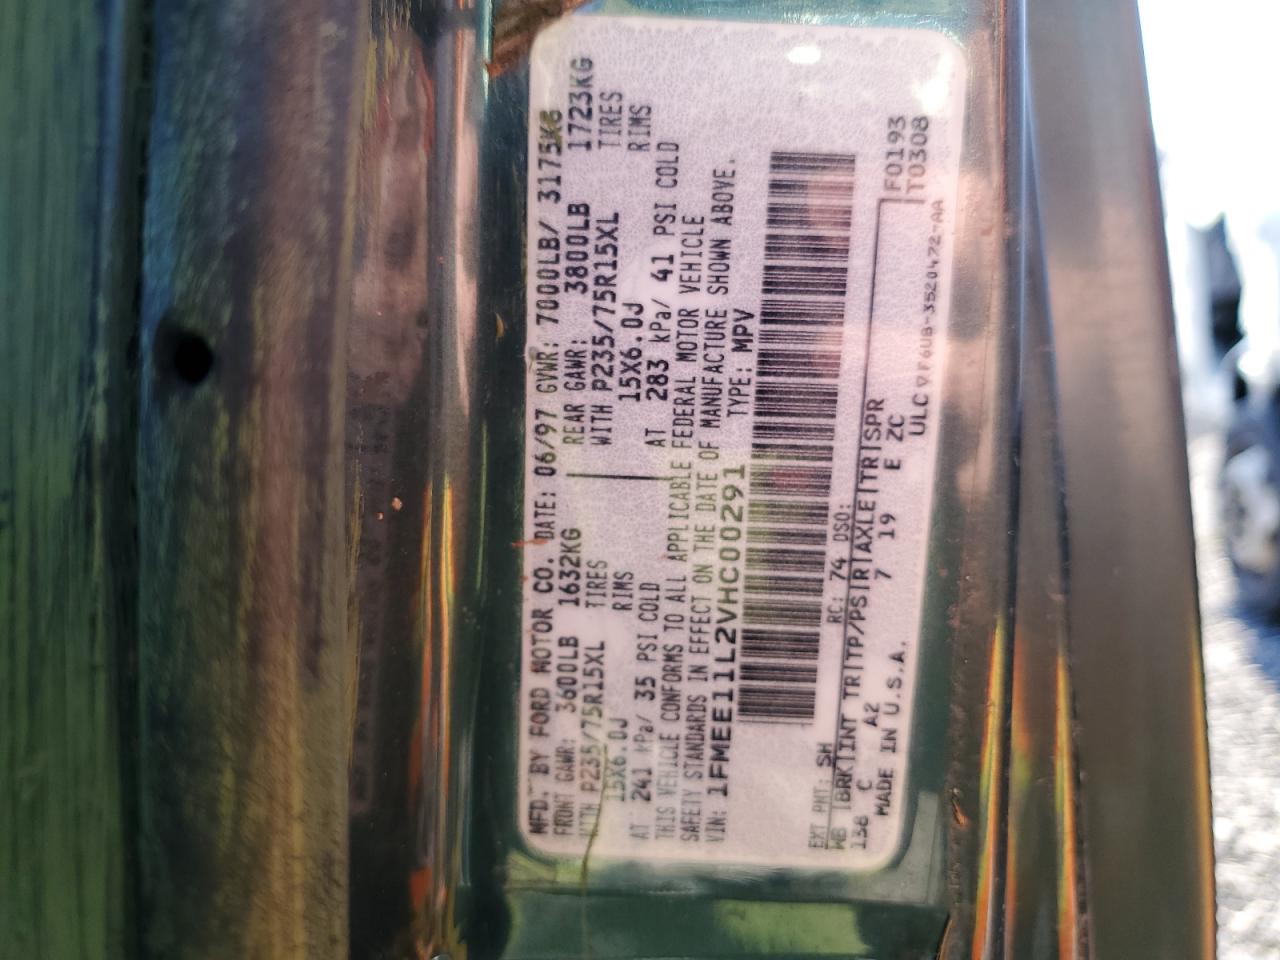 MFD. BY FORD MOTOR CO. DATE: 06/97 GVWR: 7000LB/ 3175KG
FRONT GAWR: 3600LB 1632KG REAR GAWR: 3800LB 1723KG
WITH P235/75R15XL TIRES WITH P235/75R15XL TIRES
15X6.0J RIMS 15X6.0J RIMS
AT 241 kPa/ 35 PSI COLD AT 283 kPa/ 41 PSI COLD
THIS VEHICLE CONFORMS TO ALL APPLICABLE FEDERAL MOTOR VEHICLE
SAFETY STANDARDS IN EFFECT ON THE DATE OF MANUFACTURE SHOWN ABOVE.
VIN: 1FMEE11L2VHC00291 TYPE: MPV
EXT PNT: SH RC: 74 DSO: F0193
WB BRK INT TR TP/PS R AXLE TR SPR T0308
138 C A2 7 19 E ZC
MADE IN U.S.A. ULC VF6UB-3520472-AA